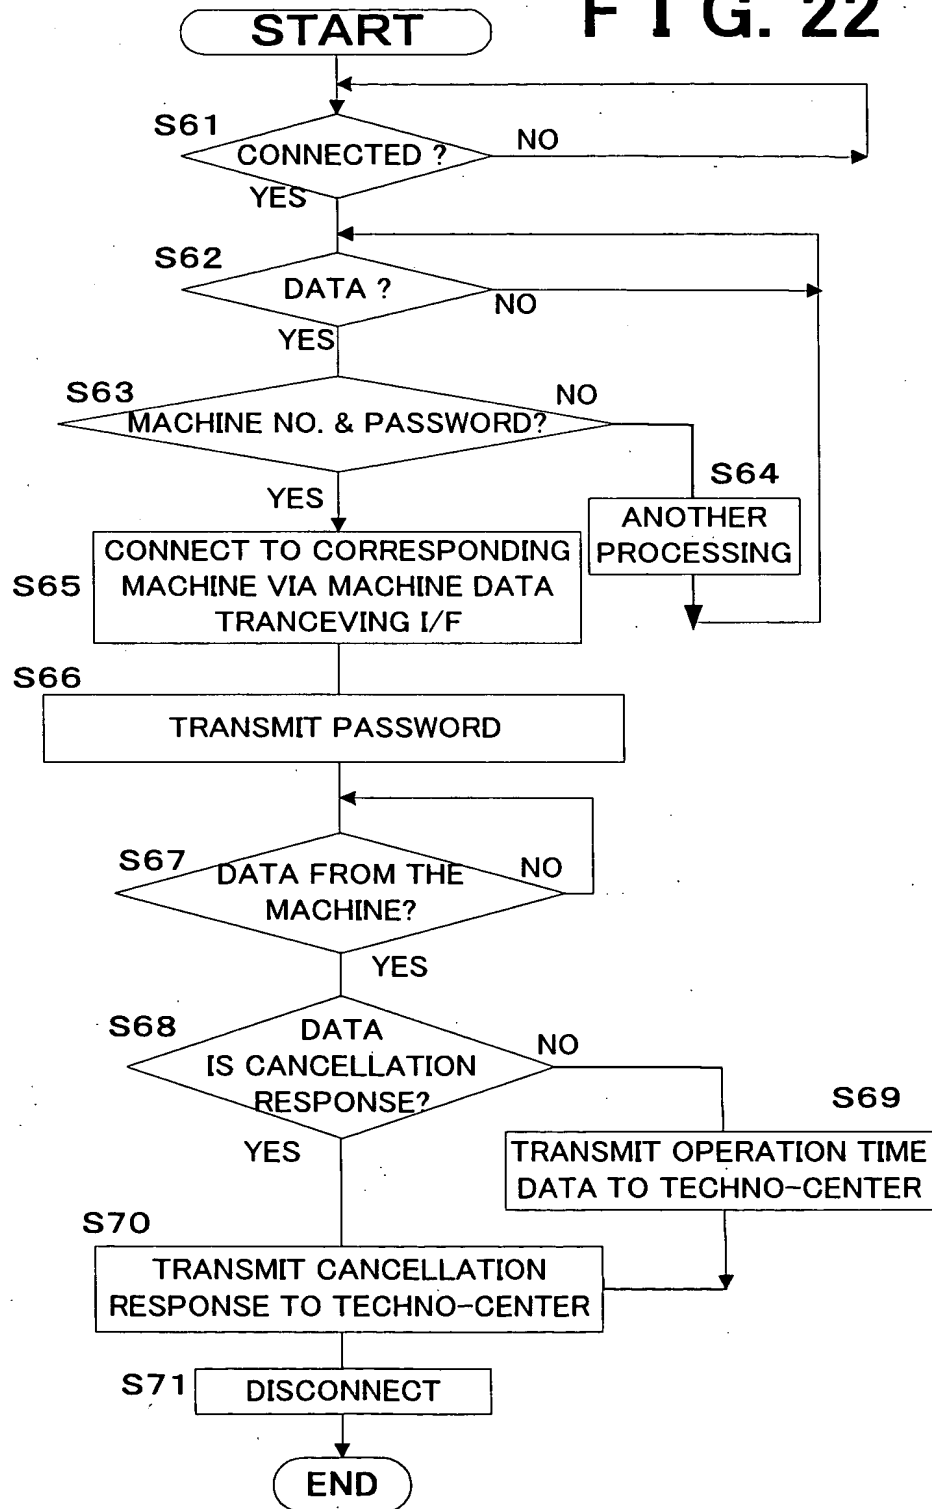 FIG. 22
START
S61
CONNECTED ?
NO
YES
S62
DATA ?
NO
YES
S63
MACHINE NO. & PASSWORD?
NO
YES
S64
ANOTHER
PROCESSING
S65
CONNECT TO CORRESPONDING
MACHINE VIA MACHINE DATA
TRANCEVING I/F
S66
TRANSMIT PASSWORD
S67
DATA FROM THE
MACHINE?
NO
YES
S68
DATA
IS CANCELLATION
RESPONSE?
NO
YES
S69
TRANSMIT OPERATION TIME
DATA TO TECHNO-CENTER
S70
TRANSMIT CANCELLATION
RESPONSE TO TECHNO-CENTER
S71
DISCONNECT
END